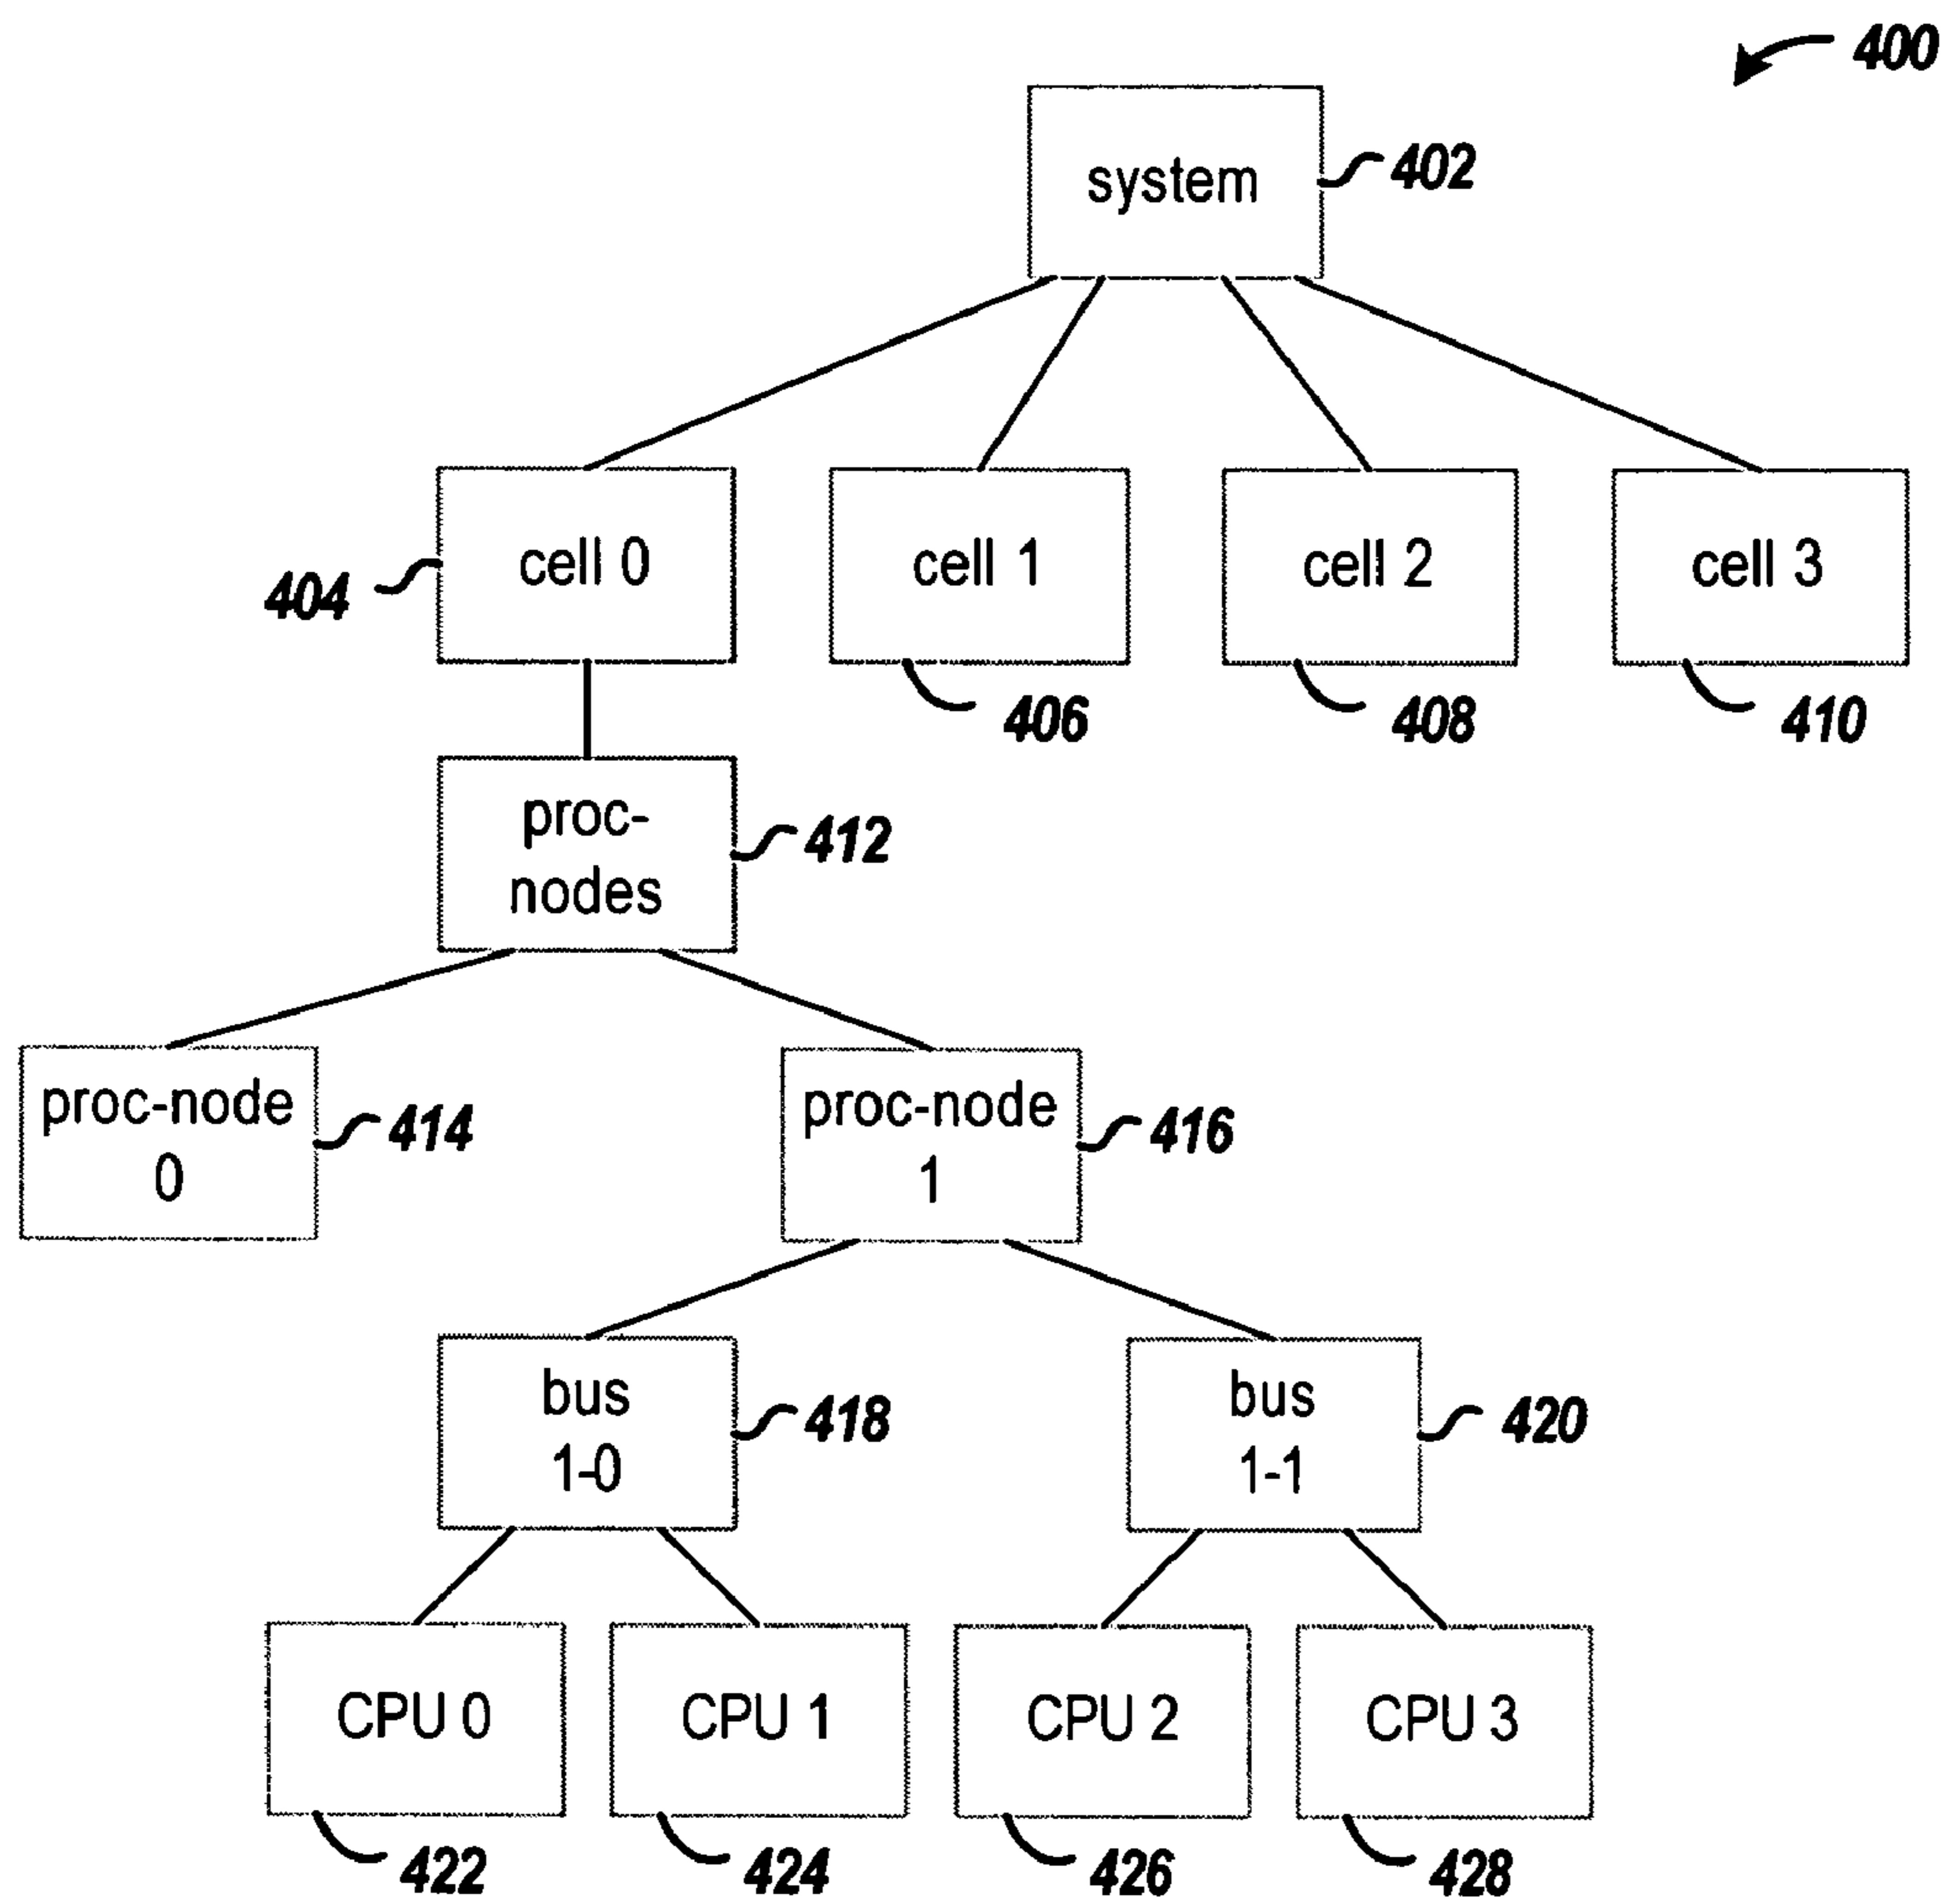 400
system
402
cell 0
cell 1
cell 2
cell 3
404
406
408
410
proc-
nodes
412
proc-node
0
414
proc-node
1
416
bus
1-0
418
bus
1-1
420
CPU 0
CPU 1
CPU 2
CPU 3
422
424
426
428